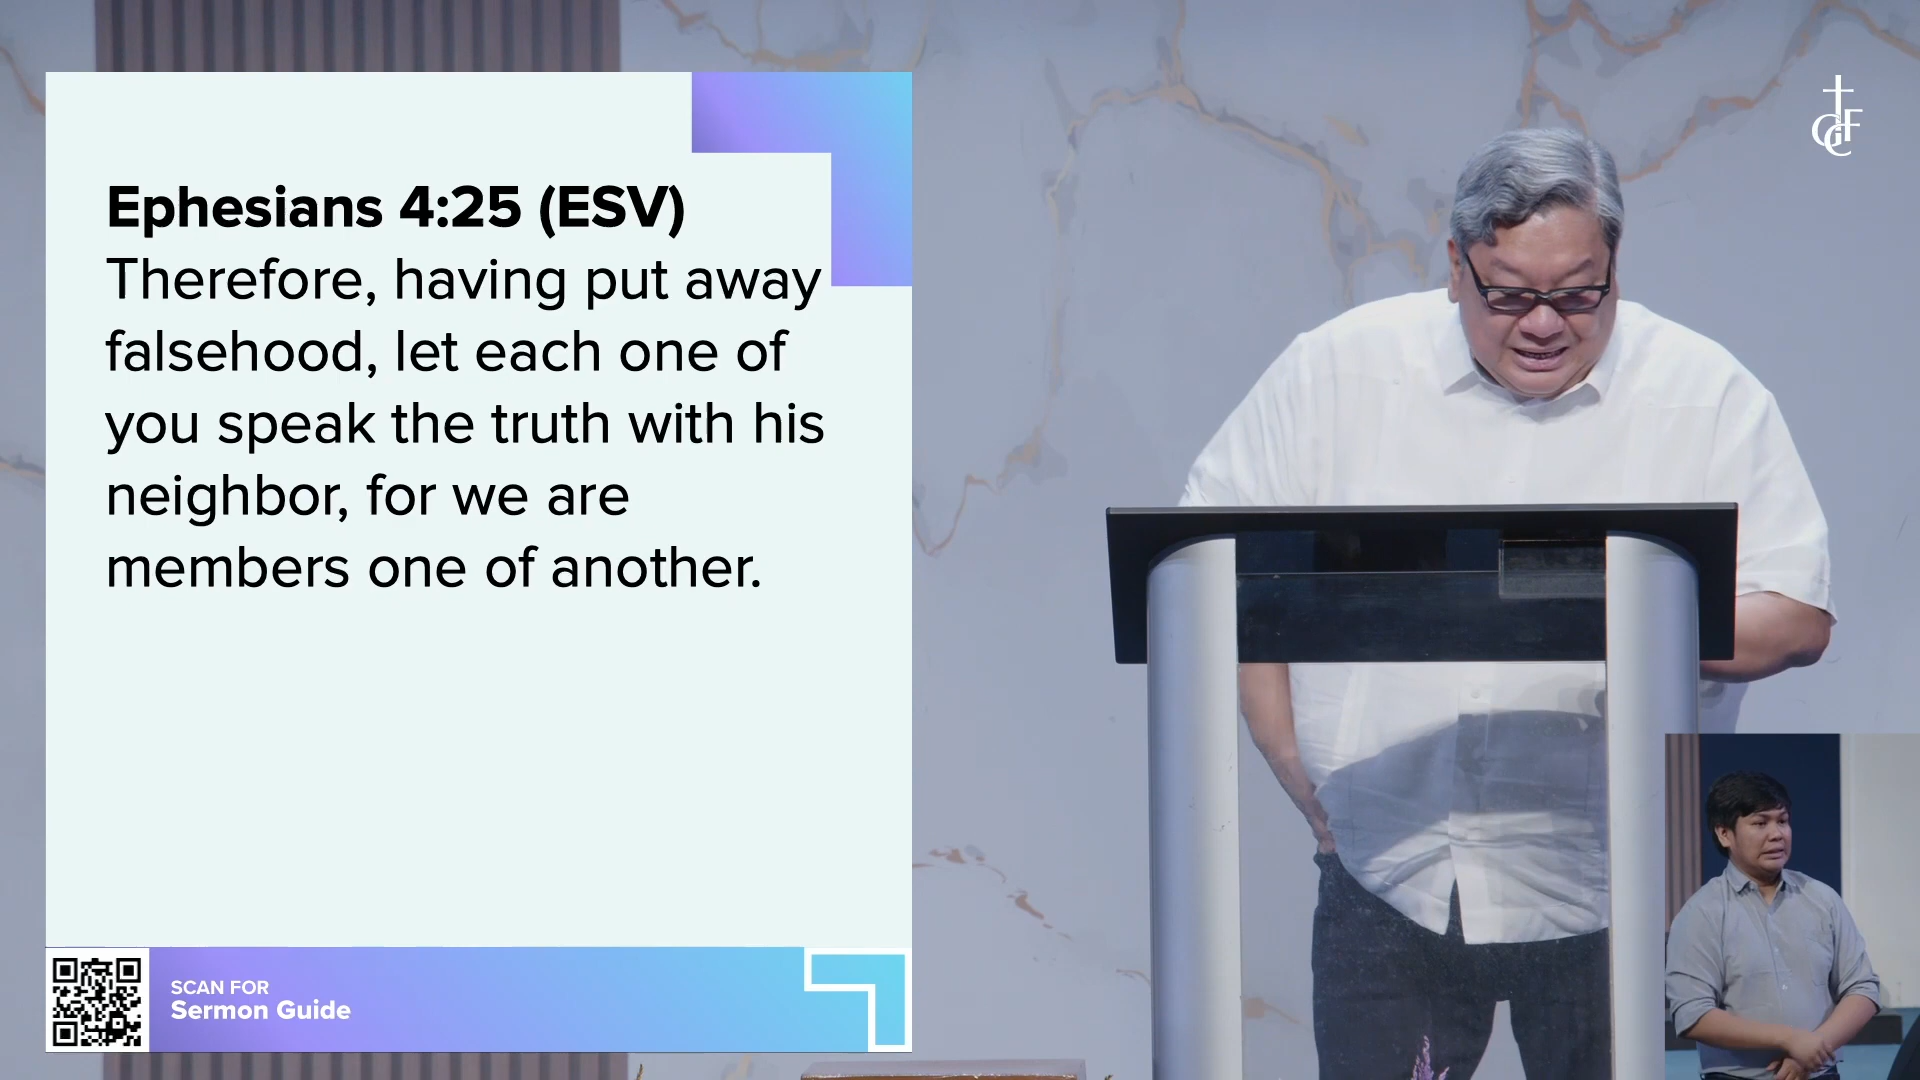 Ephesians 4:25 (ESV)
Therefore, having put away
falsehood, let each one of
you speak the truth with his
neighbor, for we are
members one of another.
SCAN FOR
Sermon Guide